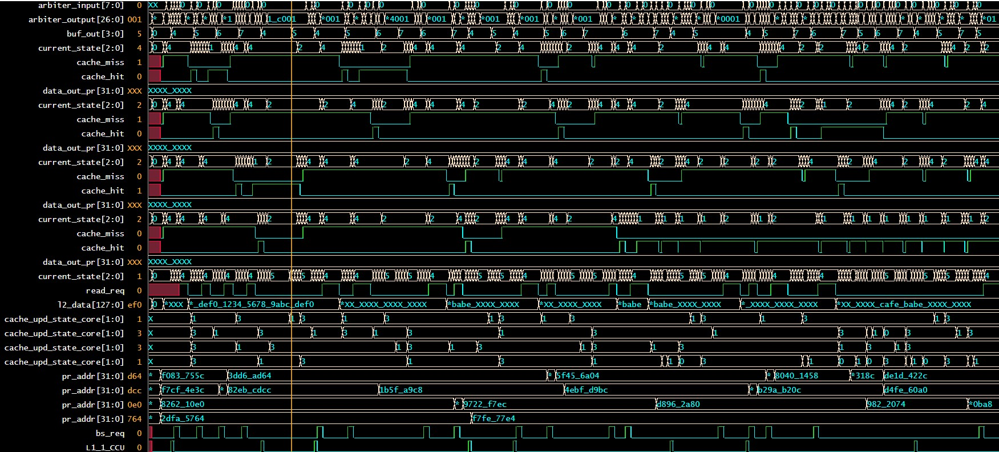 arbiter_input[7:0] 0 XX 0 0 0 0 0 0 0 0 0 0 0 0 0 0 0 0 0 0 0 0 0 0 0 0 0 0 0
arbiter_output[26:0] 001 * * * *1 1_c001 *001 * *4001 *001 * *001 *001 *001 * * * *0001 * * * * * * *01
buf_out[3:0] 5 0 4 5 6 7 4 5 4 5 6 7 6 7 4 5 4 5 6 7 6 7 4 5 4 5 6 7 5 6 7 4 5 7 5
current_state[2:0] 4 0 4 1 4 4 2 4 1 2 4 4 4 2 4 4 4 2 4 4 4 2 2 4 2 4 4 2 2
cache_miss 1
cache_hit 0
data_out_pr[31:0] XXX XXXX_XXXX
current_state[2:0] 2 0 4 4 4 4 2 2 4 2 4 4 4 2 2 4 2 4 4 4 2 4 4 2 1 2 4 2 4 2 4
cache_miss 1
cache_hit 0
data_out_pr[31:0] XXX XXXX_XXXX
current_state[2:0] 2 0 4 4 4 1 2 4 4 4 2 4 2 4 4 4 2 2 4 2 4 2 2 2 4 2 4 2 4 2 4 4
cache_miss 0
cache_hit 1
data_out_pr[31:0] XXX XXXX_XXXX
current_state[2:0] 2 0 4 4 4 4 2 4 4 4 2 2 4 2 4 4 2 4 1 1 1 1 2 1 2 1 1 1 1 1 1 1 2
cache_miss 0
cache_hit 0
data_out_pr[31:0] XXX XXXX_XXXX
current_state[2:0] 1 0 4 4 4 4 5 5 4 4 5 5 4 5 5 4 4 5 4 5 5 4 4 4 4 5 5 5 4
read_req 0
l2_data[127:0] ef0 0 *XXX *_def0_1234_5678_9abc_def0 *XX_XXXX_XXXX_XXXX *babe_XXXX_XXXX *XX_XXXX_XXXX *babe *babe_XXXX_XXXX *_XXXX_XXXX_XXXX *XX_XXXX_cafe_babe_XXXX_XXXX
cache_upd_state_core[1:0] 1 X 1 3 1 3 1 3 1 3 1 3 1 3 1 3 1 3
cache_upd_state_core[1:0] 3 X 3 1 3 1 3 1 3 1 3 1 3 1 0 3 1 3
cache_upd_state_core[1:0] 3 X 3 1 3 1 3 1 3 1 3 1 3 1 3 1 3
cache_upd_state_core[1:0] 1 X 3 1 3 1 3 1 1 0 3 1 0 1 0 3 1 0 3 1
pr_addr[31:0] d64 * f083_755c 3dd6_ad64 * 5f45_6a04 * 8040_1458 *318c de1d_422c
pr_addr[31:0] dcc * f7cf_4e3c * 82eb_cdcc 1b5f_a9c8 4ebf_d9bc * b29a_b20c d4fe_60a0
pr_addr[31:0] 0e0 * 8262_10e0 * 9722_f7ec d896_2a80 982_2074 *0ba8
pr_addr[31:0] 764 * 2dfa_5764 f7fe_77e4
bs_req 0
L1_1_CCU 0